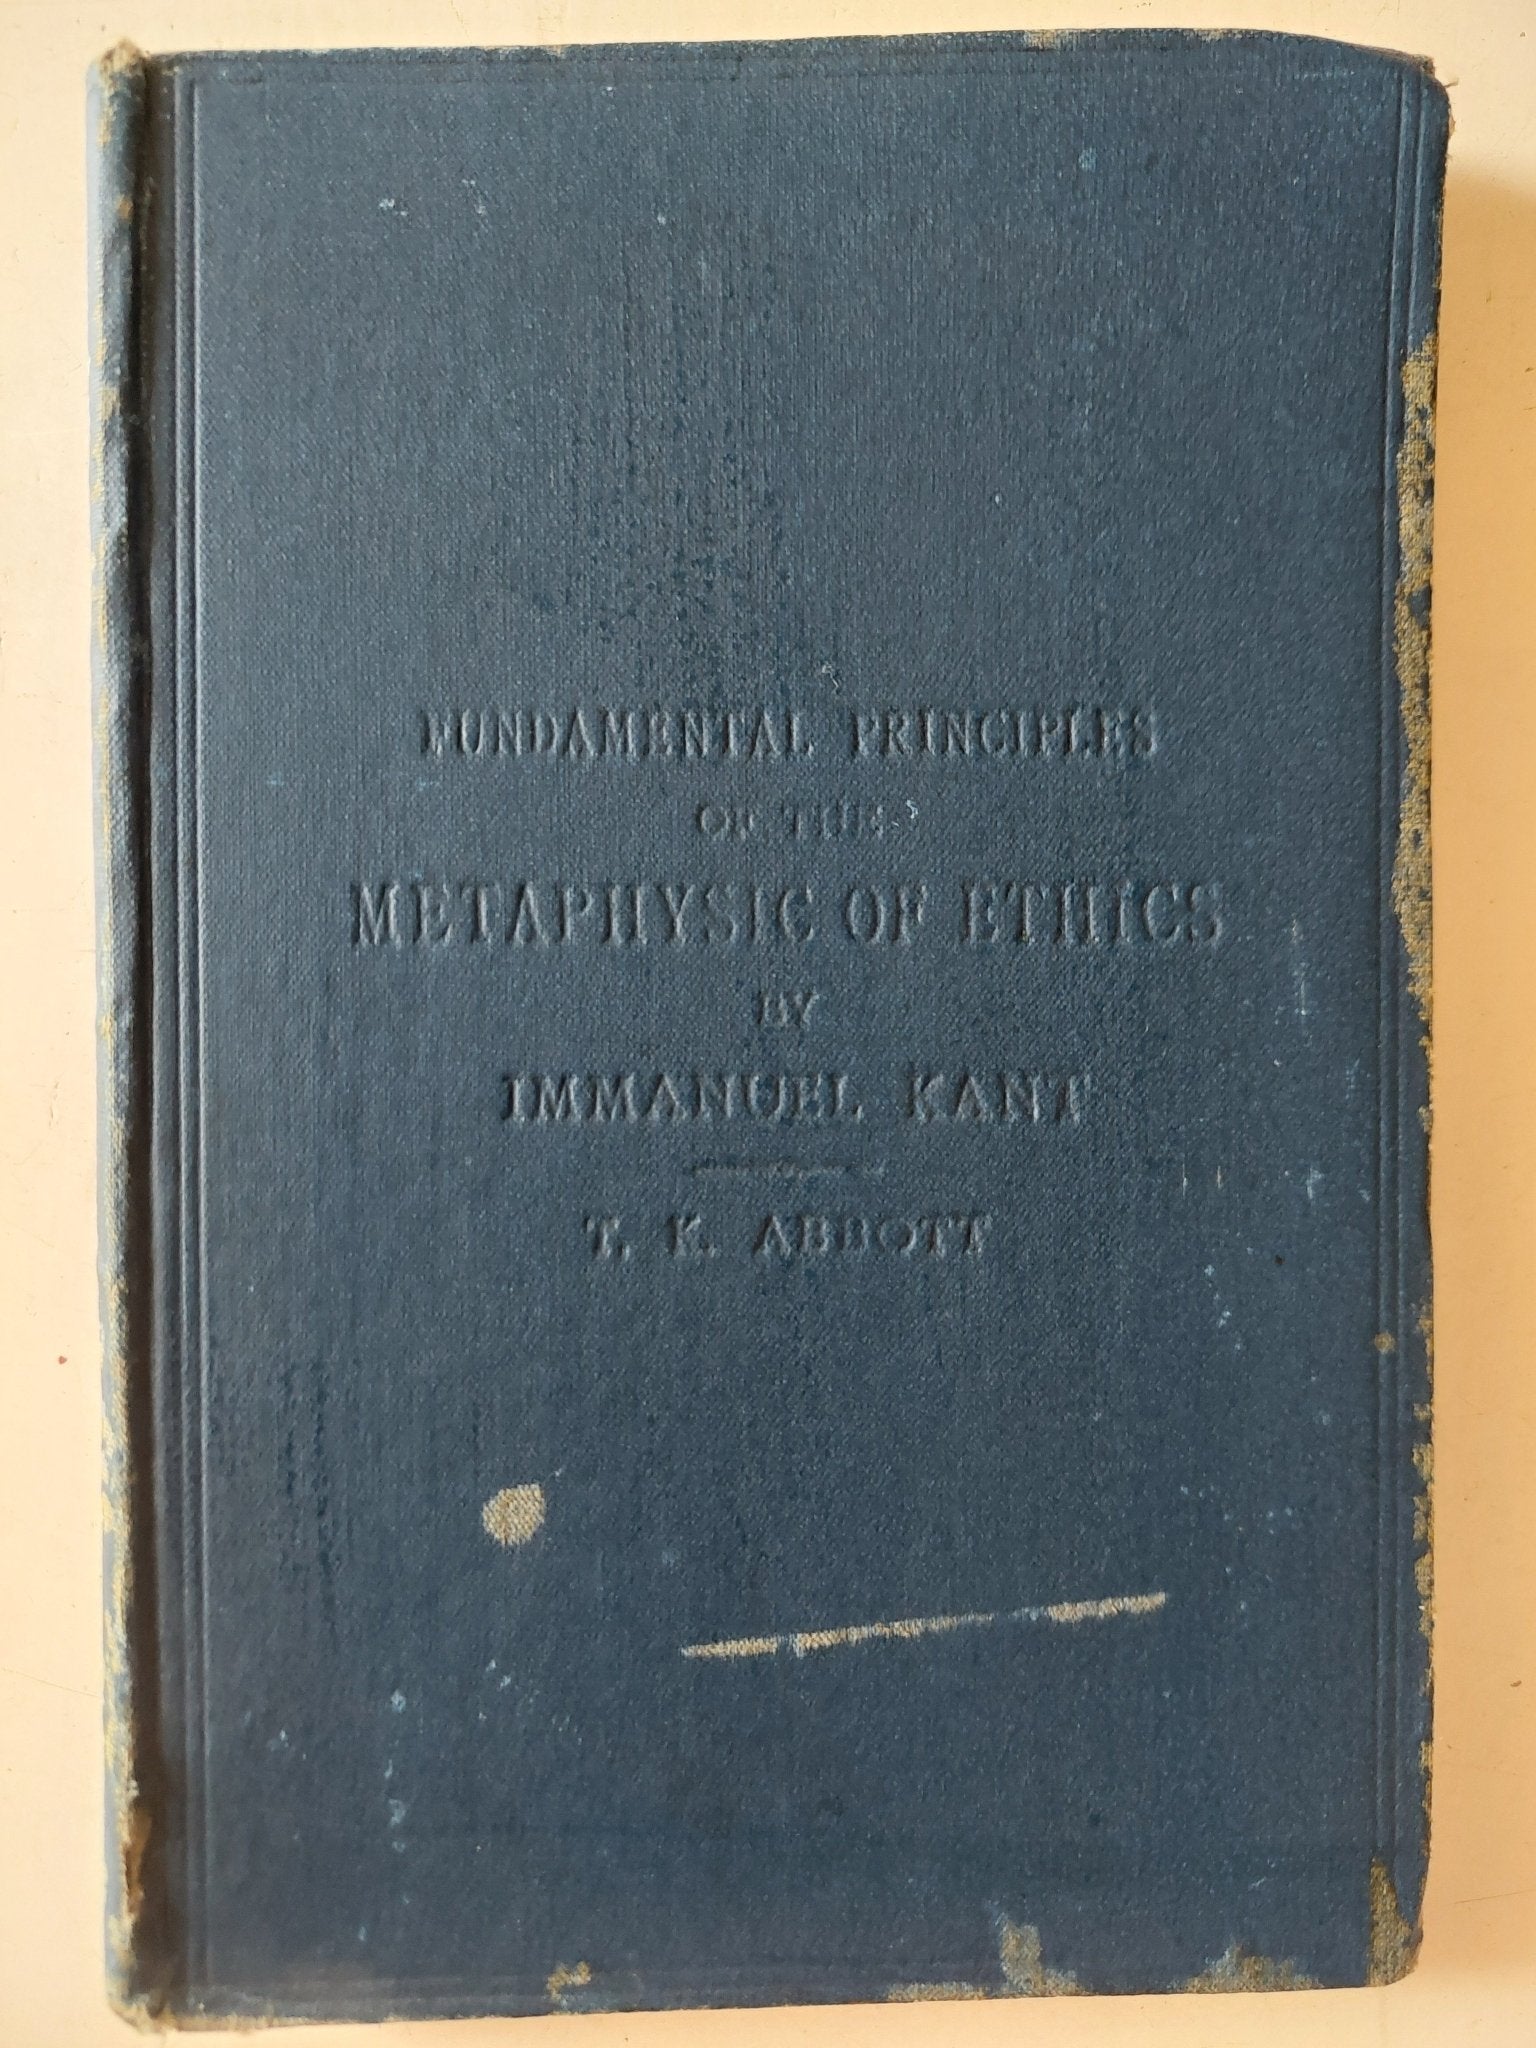 FUNDAMENTAL PRINCIPLES
OF THE
METAPHYSIC OF ETHICS
BY
IMMANUEL KANT
T. K. ABBOTT